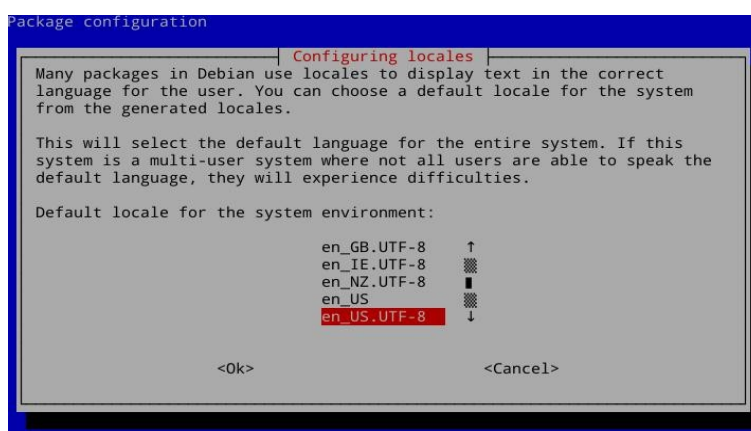 Package configuration
Configuring locales
Many packages in Debian use locales to display text in the correct
language for the user. You can choose a default locale for the system
from the generated locales.
This will select the default language for the entire system. If this
system is a multi-user system where not all users are able to speak the
default language, they will experience difficulties.
Default locale for the system environment:
en_GB.UTF-8 ↑
en_IE.UTF-8
en_NZ.UTF-8
en_US
en_US.UTF-8 ↓
<Ok> <Cancel>